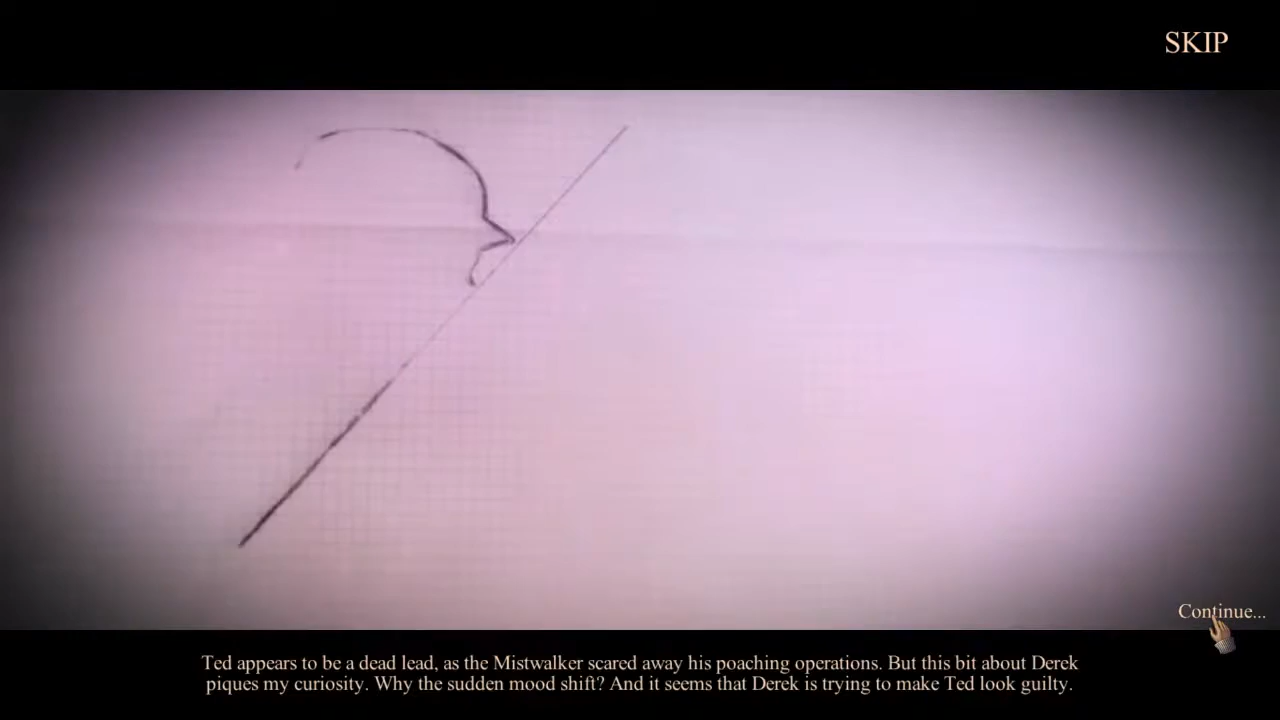 SKIP
Continue...
Ted appears to be a dead lead, as the Mistwalker scared away his poaching operations. But this bit about Derek
piques my curiosity. Why the sudden mood shift? And it seems that Derek is trying to make Ted look guilty.